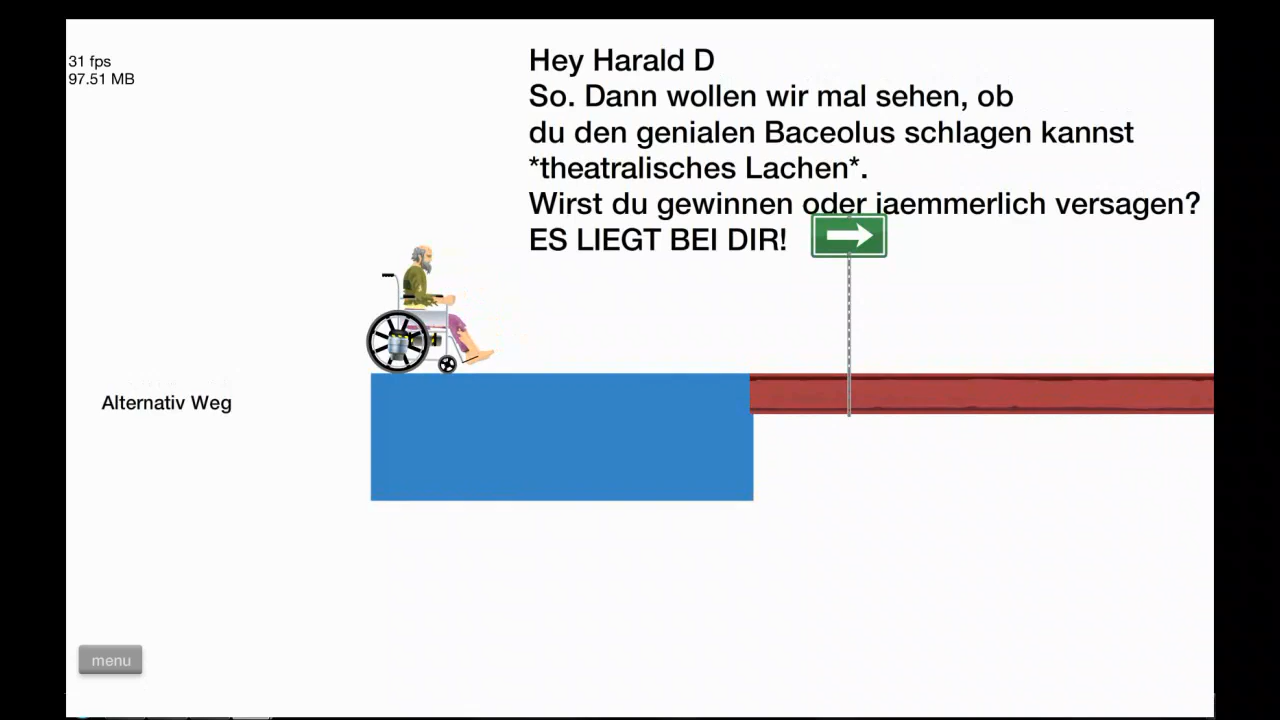 31 fps
97.51 MB
Hey Harald D
So. Dann wollen wir mal sehen, ob
du den genialen Baceolus schlagen kannst
*theatralisches Lachen*.
Wirst du gewinnen oder jaemmerlich versagen?
ES LIEGT BEI DIR!
Alternativ Weg
menu